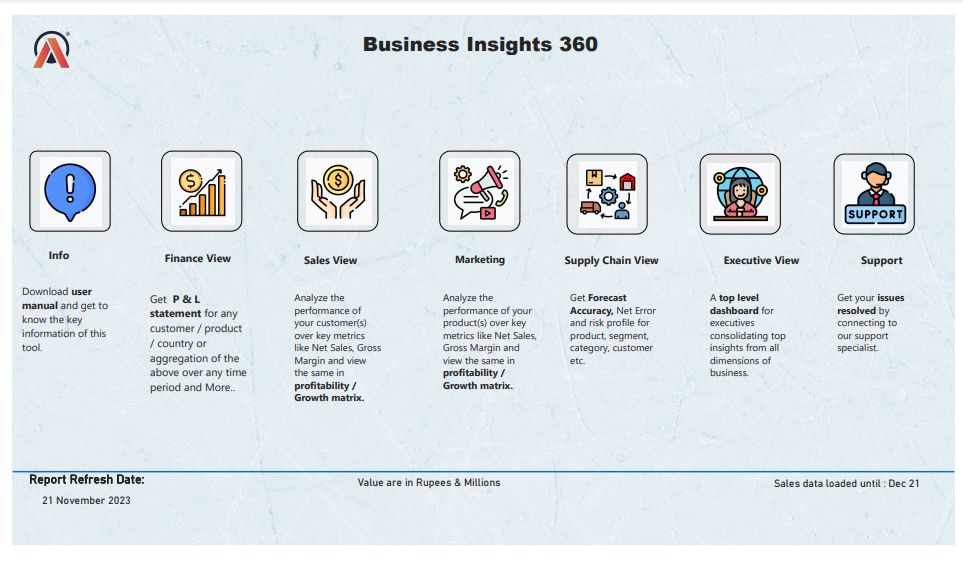 Business Insights 360
Info
Download user
manual and get to
know the key
information of this
tool.
Finance View
Get P & L
statement for any
customer / product
/ country or
aggregation of the
above over any time
period and More..
Sales View
Analyze the
performance of
your customer(s)
over key metrics
like Net Sales, Gross
Margin and view
the same in
profitability /
Growth matrix.
Marketing
Analyze the
performance of your
product(s) over key
metrics like Net Sales,
Gross Margin and
view the same in
profitability /
Growth matrix.
Supply Chain View
Get Forecast
Accuracy, Net Error
and risk profile for
product, segment,
category, customer
etc.
Executive View
A top level
dashboard for
executives
consolidating top
insights from all
dimensions of
business.
SUPPORT
Support
Get your issues
resolved by
connecting to
our support
specialist.
Report Refresh Date:
21 November 2023
Value are in Rupees & Millions
Sales data loaded until : Dec 21